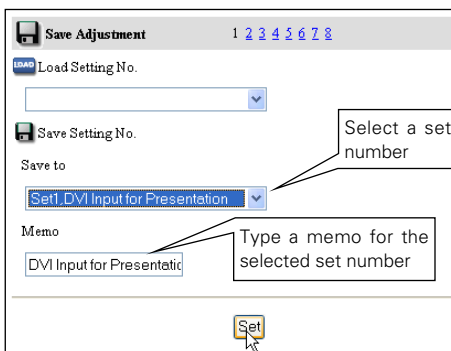 Save Adjustment 1 2 3 4 5 6 7 8
LOAD Load Setting No.
Save Setting No.
Select a set
number
Save to
Set1,DVI Input for Presentation
Memo
Type a memo for the
selected set number
DVI Input for Presentatic
Set